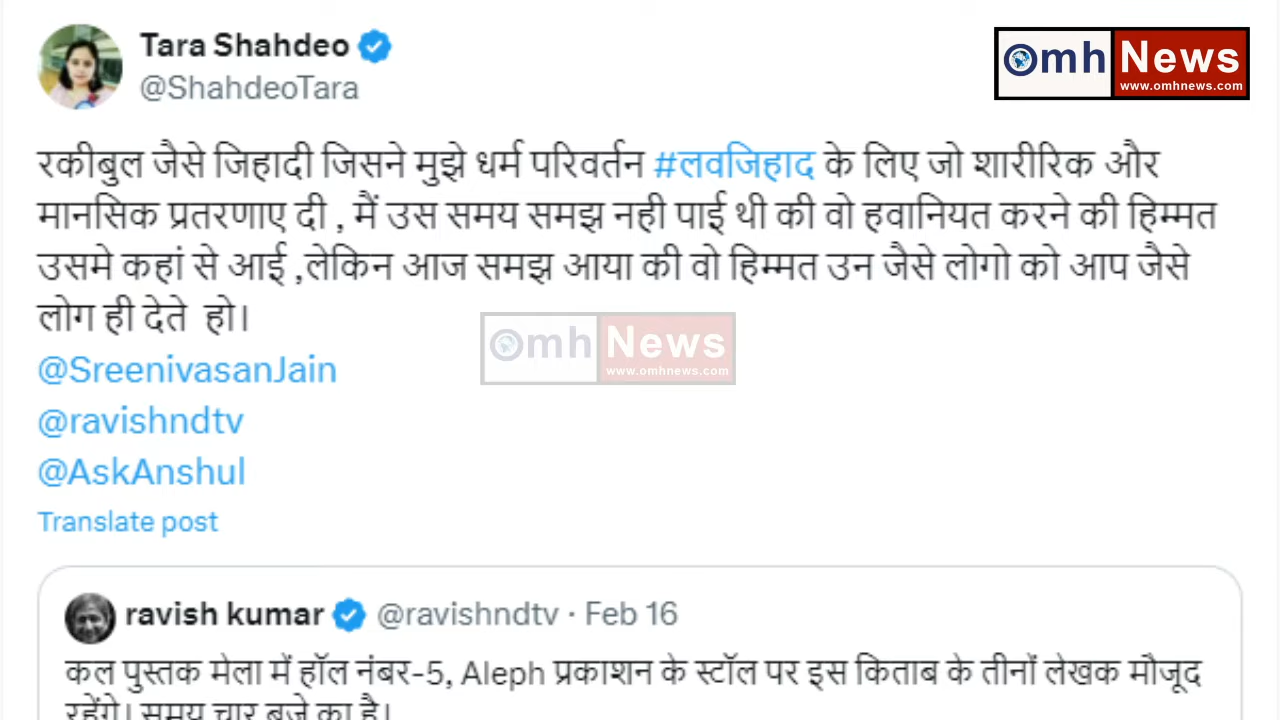 Tara Shahdeo
@ShahdeoTara
Omh News
www.omhnews.com
रकीबुल जैसे जिहादी जिसने मुझे धर्म परिवर्तन #लवजिहाद के लिए जो शारीरिक और
मानसिक प्रतरणाए दी , मैं उस समय समझ नही पाई थी की वो हवानियत करने की हिम्मत
उसमे कहां से आई ,लेकिन आज समझ आया की वो हिम्मत उन जैसे लोगो को आप जैसे
लोग ही देते हो।
Omh News
www.omhnews.com
@SreenivasanJain
@ravishndtv
@AskAnshul
Translate post
ravish kumar @ravishndtv · Feb 16
कल पुस्तक मेला में हॉल नंबर-5, Aleph प्रकाशन के स्टॉल पर इस किताब के तीनों लेखक मौजूद
रहेंगे। समय चार बजे का है।